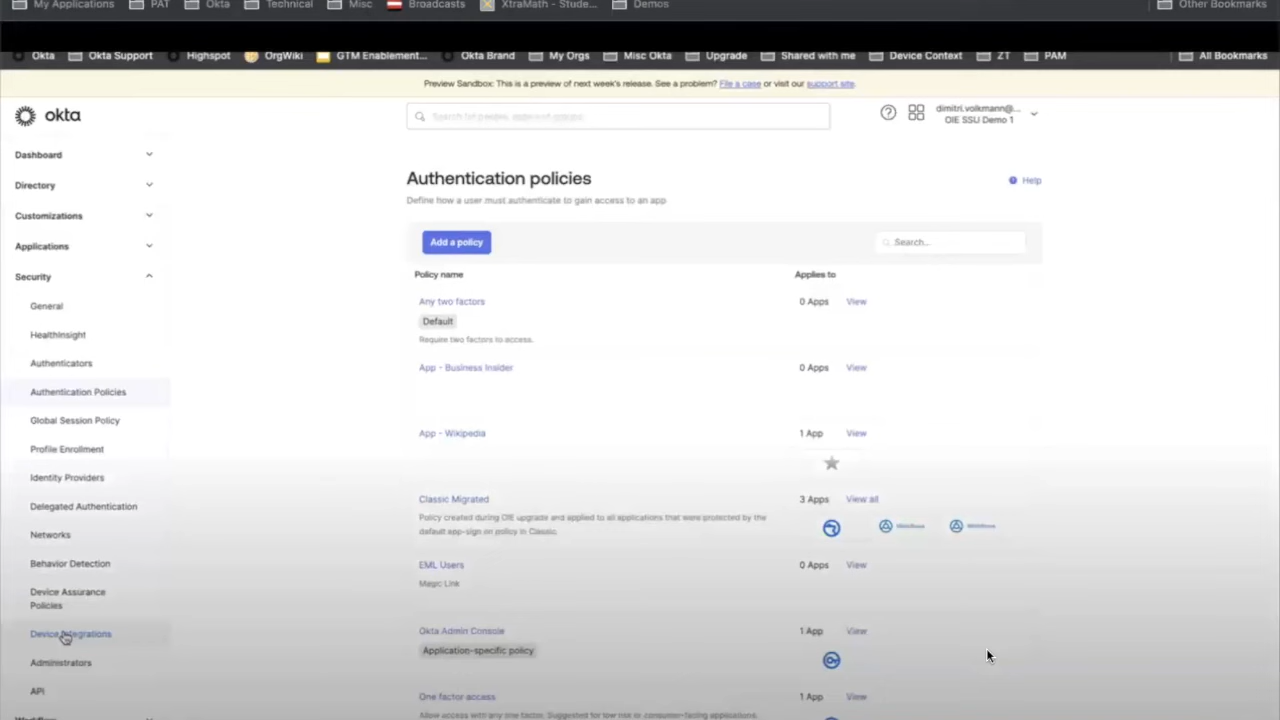 My Applications PAT Okta Technical Misc Broadcasts XtraMath - Stude... Demos Other Bookmarks
Okta Okta Support Highspot OrgWiki GTM Enablement... Okta Brand My Orgs Misc Okta Upgrade Shared with me Device Context ZT PAM All Bookmarks
Preview Sandbox: This is a preview of next week's release. See a problem? File a case or visit our support site.
okta
dimitri.volkmann@...
OIE SSU Demo 1
Dashboard
Directory
Customizations
Applications
Security
General
HealthInsight
Authenticators
Authentication Policies
Global Session Policy
Profile Enrollment
Identity Providers
Delegated Authentication
Networks
Behavior Detection
Device Assurance
Policies
Device Integrations
Administrators
API
Authentication policies
Help
Define how a user must authenticate to gain access to an app
Add a policy
Search...
Policy name Applies to
Any two factors 0 Apps View
Default
Require two factors to access.
App - Business Insider 0 Apps View
App - Wikipedia 1 App View
Classic Migrated 3 Apps View all
Policy created during OIE upgrade and applied to all applications that were protected by the
default app-sign on policy in Classic.
EML Users 0 Apps View
Magic Link
Okta Admin Console 1 App View
Application-specific policy
One factor access 1 App View
Allow access with any one factor. Suggested for low risk or consumer-facing applications.